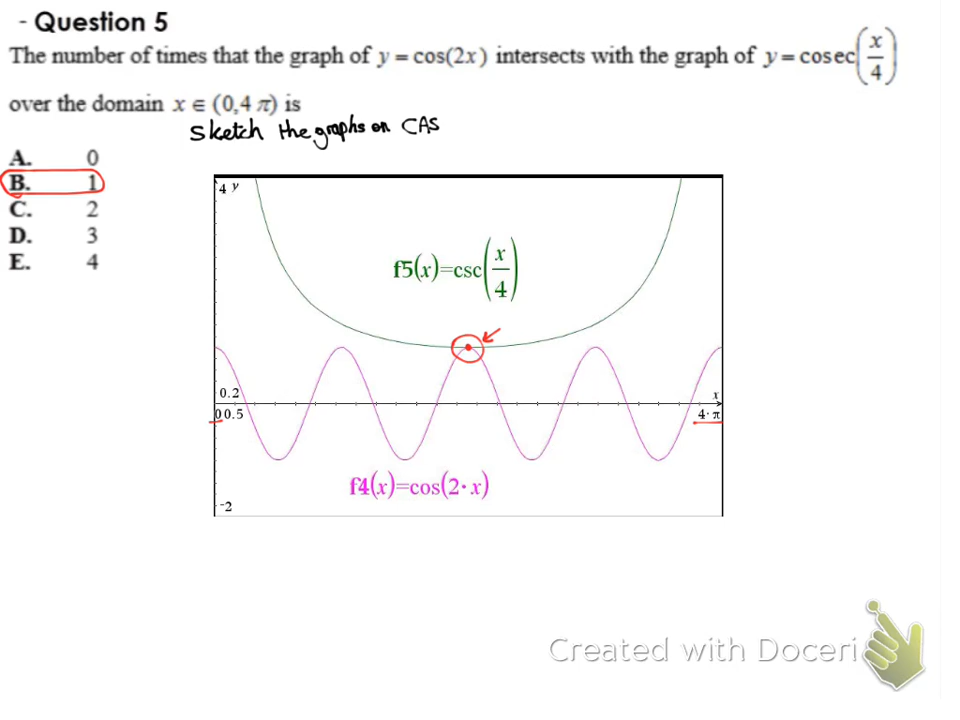 - Question 5
The number of times that the graph of y = cos(2x) intersects with the graph of y = cosec(x/4)
over the domain x ∈ (0,4 π) is
Sketch the graphs on CAS
A. 0
B. 1
C. 2
D. 3
E. 4
4 y
f5(x)=csc(x/4)
0.2
x
0 0.5
4·π
f4(x)=cos(2·x)
-2
Created with Doceri